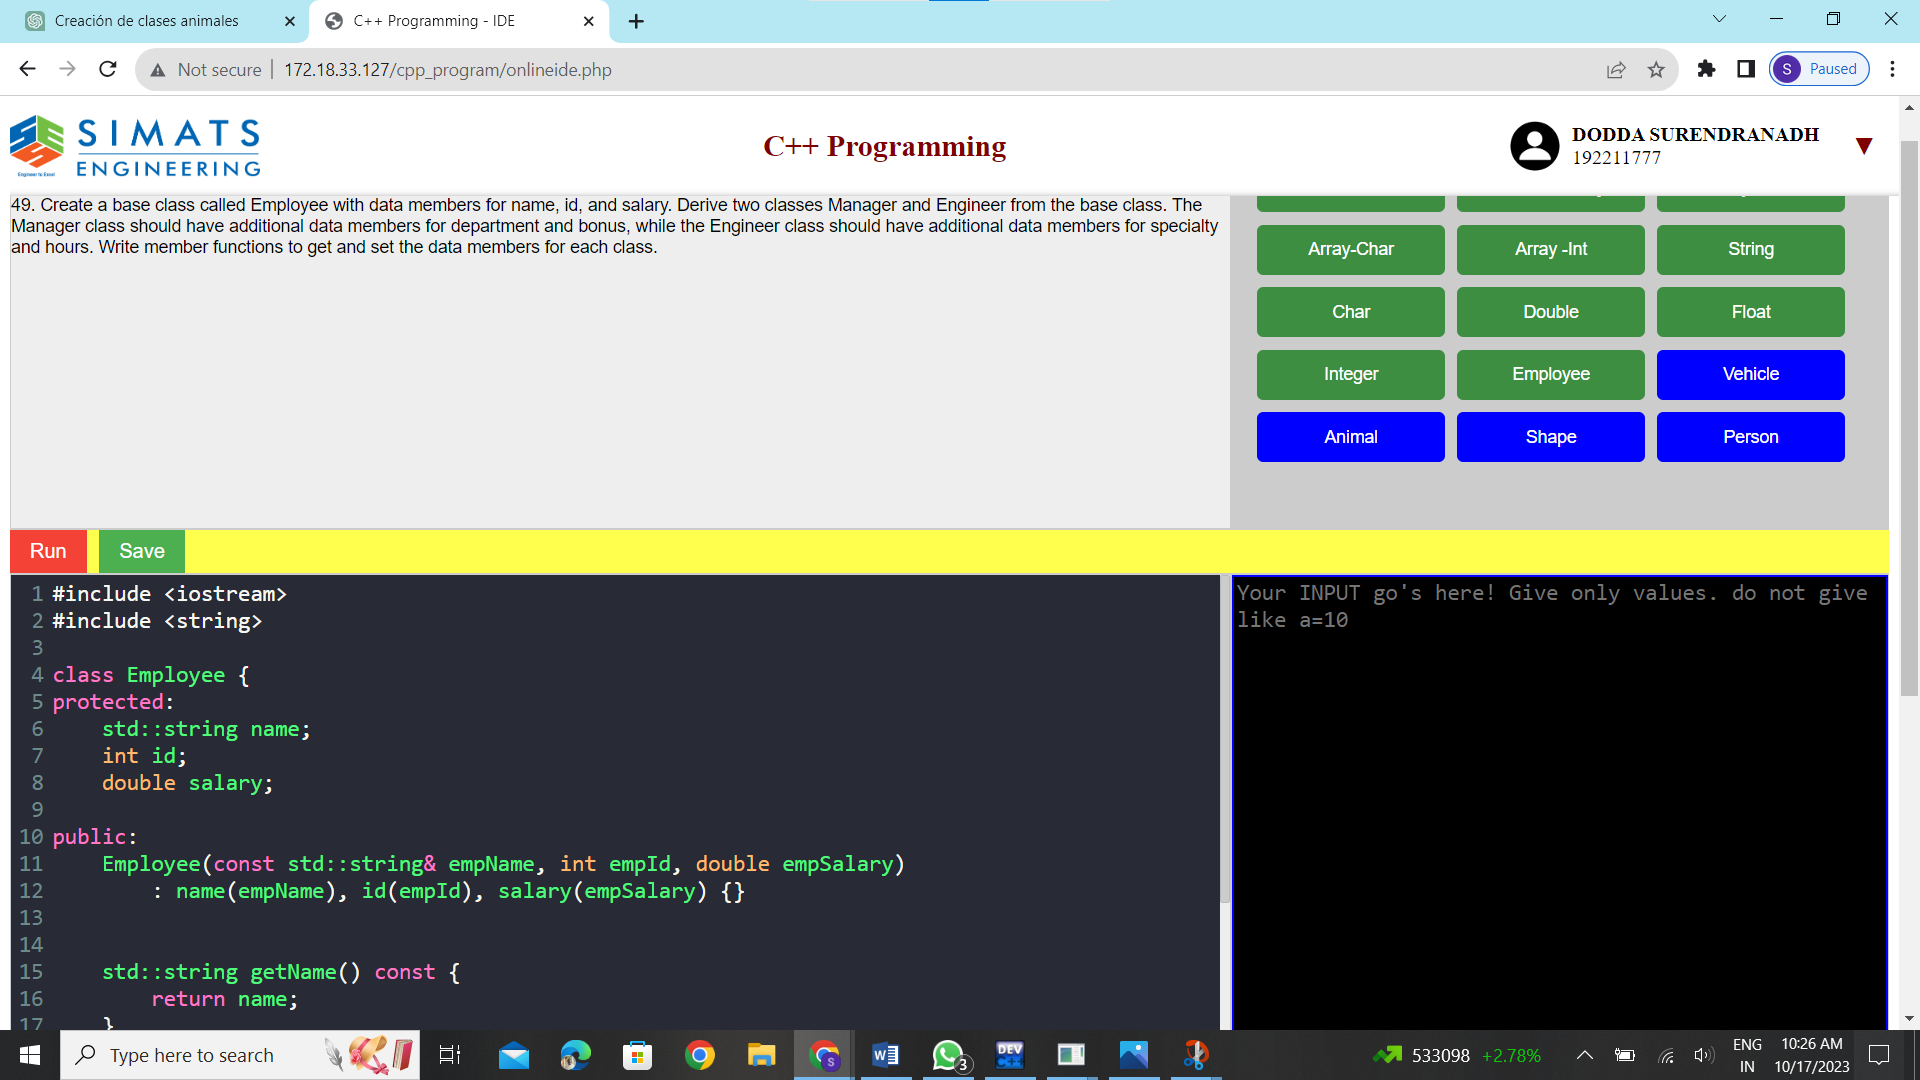 Creación de clases animales
C++ Programming - IDE
Not secure
172.18.33.127/cpp_program/onlineide.php
S Paused
SIMATS
ENGINEERING
Engineer to Excel
C++ Programming
DODDA SURENDRANADH
192211777
49. Create a base class called Employee with data members for name, id, and salary. Derive two classes Manager and Engineer from the base class. The
Manager class should have additional data members for department and bonus, while the Engineer class should have additional data members for specialty
and hours. Write member functions to get and set the data members for each class.
Array-Char
Array -Int
String
Char
Double
Float
Integer
Employee
Vehicle
Animal
Shape
Person
Run
Save
1 #include <iostream>
2 #include <string>
3
4 class Employee {
5 protected:
6     std::string name;
7     int id;
8     double salary;
9
10 public:
11     Employee(const std::string& empName, int empId, double empSalary)
12         : name(empName), id(empId), salary(empSalary) {}
13
14
15     std::string getName() const {
16         return name;
17     }
Your INPUT go's here! Give only values. do not give
like a=10
Type here to search
S
W
3
DEV
C++
533098 +2.78%
ENG
IN
10:26 AM
10/17/2023